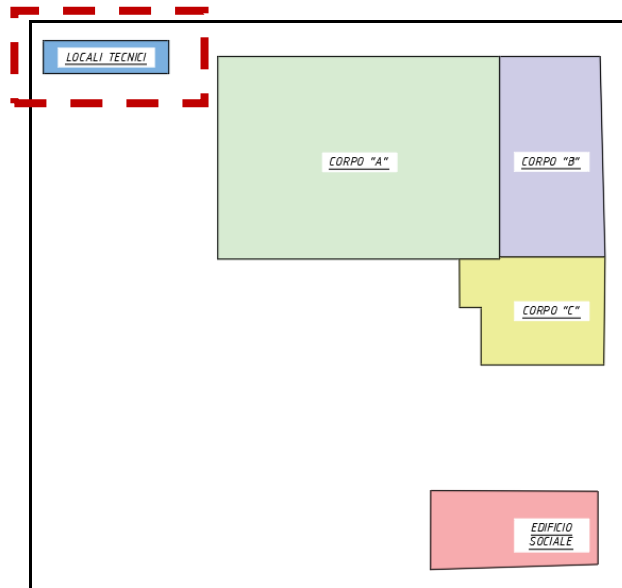 LOCALI TECNICI
CORPO "A"
CORPO "B"
CORPO "C"
EDIFICIO
SOCIALE